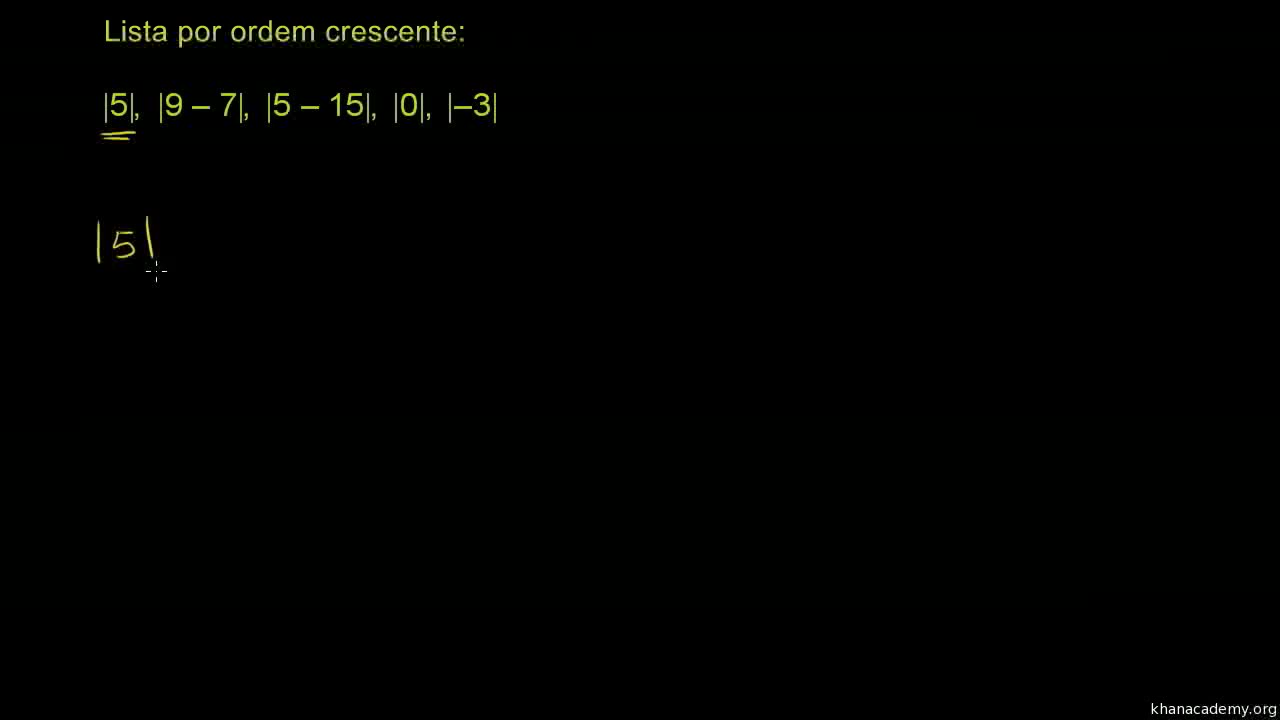 Lista por ordem crescente:
|5|, |9 – 7|, |5 – 15|, |0|, |–3|
|5|
khanacademy.org